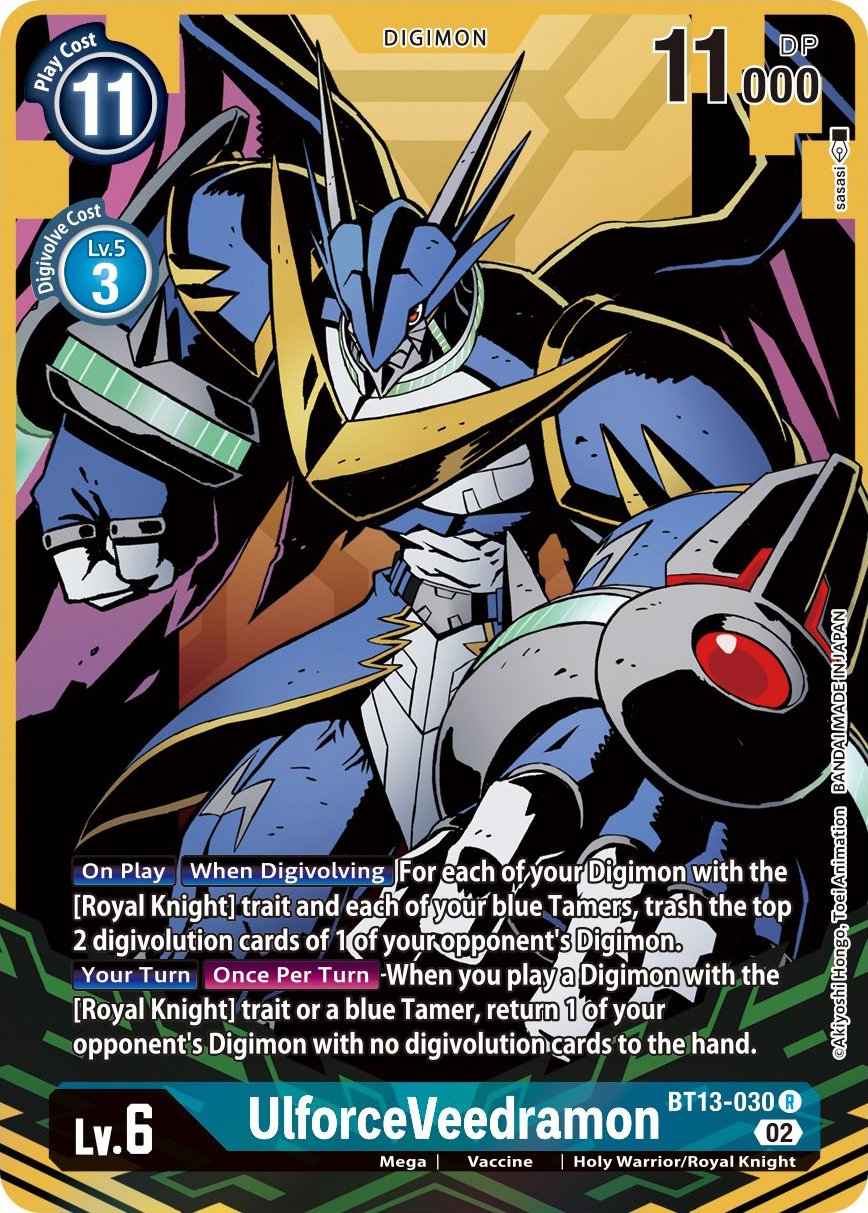 DIGIMON
Play Cost
11
11000
DP
Digivolve Cost
Lv.5
3
sasasi
On Play When Digivolving For each of your Digimon with the
[Royal Knight] trait and each of your blue Tamers, trash the top
2 digivolution cards of 1 of your opponent's Digimon.
Your Turn Once Per Turn -When you play a Digimon with the
[Royal Knight] trait or a blue Tamer, return 1 of your
opponent's Digimon with no digivolution cards to the hand.
©Akiyoshi Hongo, Toei Animation BANDAI MADE IN JAPAN
Lv.6
UlforceVeedramon
BT13-030 R
02
Mega | Vaccine | Holy Warrior/Royal Knight